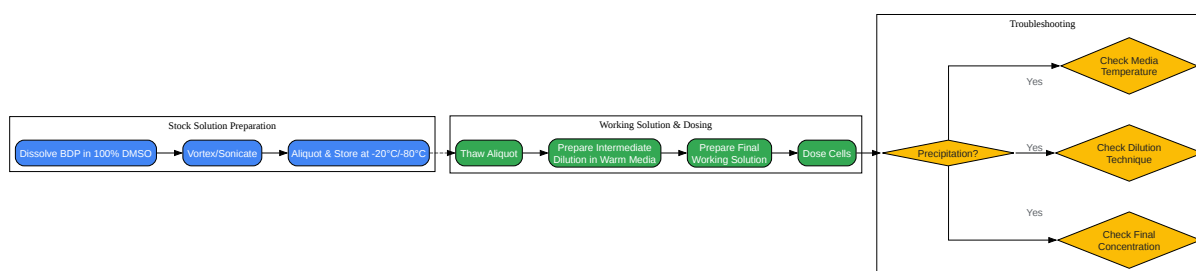 Stock Solution Preparation
Dissolve BDP in 100% DMSO
Vortex/Sonicate
Aliquot & Store at -20°C/-80°C
Working Solution & Dosing
Thaw Aliquot
Prepare Intermediate
Dilution in Warm Media
Prepare Final
Working Solution
Dose Cells
Troubleshooting
Precipitation?
Yes
Check Media
Temperature
Yes
Check Dilution
Technique
Yes
Check Final
Concentration